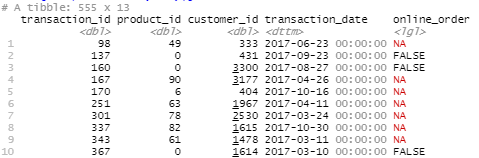 # A tibble: 555 x 13
transaction_id product_id customer_id transaction_date online_order
<dbl> <dbl> <dbl> <dttm> <lgl>
1 98 49 333 2017-06-23 00:00:00 NA
2 137 0 431 2017-09-23 00:00:00 FALSE
3 160 0 3300 2017-08-27 00:00:00 FALSE
4 167 90 3177 2017-04-26 00:00:00 NA
5 170 6 404 2017-10-16 00:00:00 NA
6 251 63 1967 2017-04-11 00:00:00 NA
7 301 78 2530 2017-03-24 00:00:00 NA
8 337 82 1615 2017-10-30 00:00:00 NA
9 343 61 1478 2017-03-11 00:00:00 NA
10 367 0 1614 2017-03-10 00:00:00 FALSE